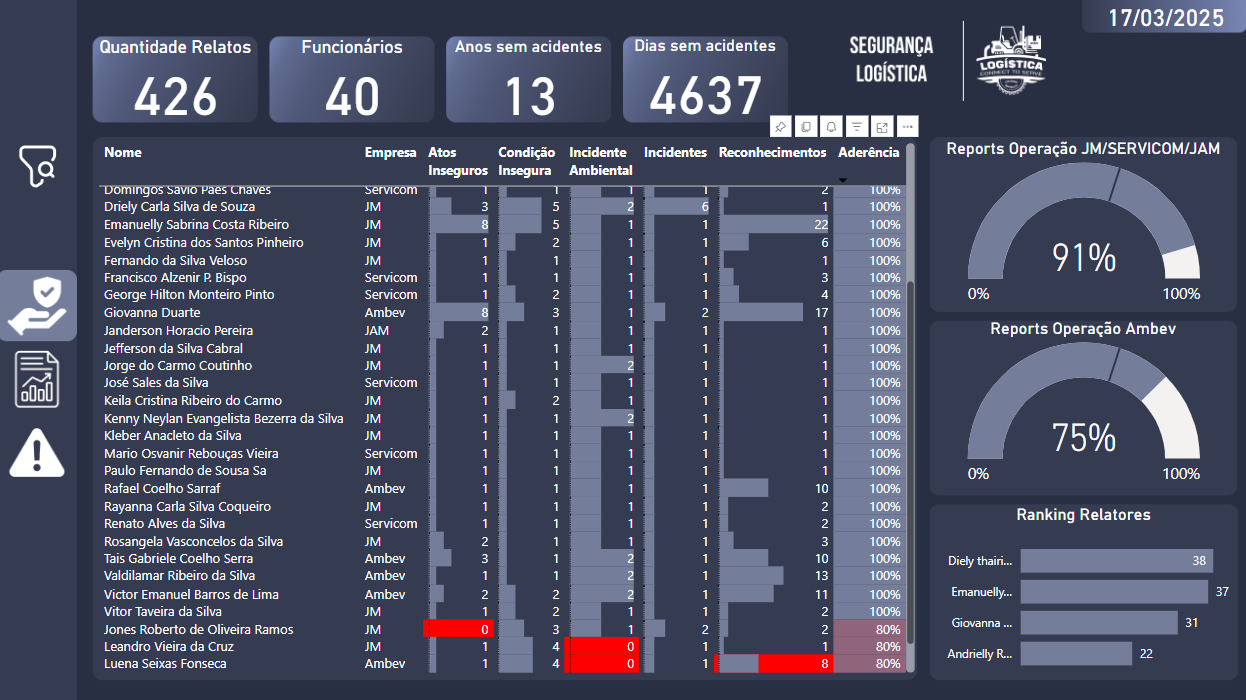 17/03/2025
Quantidade Relatos
426
Funcionários
40
Anos sem acidentes
13
Dias sem acidentes
4637
SEGURANÇA
LOGÍSTICA
LOGÍSTICA
CONNECT TO SERVE
Nome Empresa Atos Inseguros Condição Insegura Incidente Ambiental Incidentes Reconhecimentos Aderência
Domingos Sávio Paes Chaves Servicom 1 1 1 1 2 100%
Driely Carla Silva de Souza JM 3 5 2 6 1 100%
Emanuelly Sabrina Costa Ribeiro JM 8 5 1 1 22 100%
Evelyn Cristina dos Santos Pinheiro JM 1 2 1 1 6 100%
Fernando da Silva Veloso JM 1 1 1 1 1 100%
Francisco Alzenir P. Bispo Servicom 1 1 1 1 3 100%
George Hilton Monteiro Pinto Servicom 1 2 1 1 4 100%
Giovanna Duarte Ambev 8 3 1 2 17 100%
Janderson Horacio Pereira JAM 2 1 1 1 1 100%
Jefferson da Silva Cabral JM 1 1 1 1 1 100%
Jorge do Carmo Coutinho JM 1 1 2 1 1 100%
José Sales da Silva Servicom 1 1 1 1 1 100%
Keila Cristina Ribeiro do Carmo JM 1 2 1 1 1 100%
Kenny Neylan Evangelista Bezerra da Silva JM 1 1 2 1 1 100%
Kleber Anacleto da Silva JM 1 1 1 1 1 100%
Mario Osvanir Rebouças Vieira Servicom 1 1 1 1 1 100%
Paulo Fernando de Sousa Sa JM 1 1 1 1 1 100%
Rafael Coelho Sarraf Ambev 1 1 1 1 10 100%
Rayanna Carla Silva Coqueiro JM 1 1 1 1 2 100%
Renato Alves da Silva Servicom 1 1 1 1 2 100%
Rosangela Vasconcelos da Silva JM 2 1 1 1 3 100%
Tais Gabriele Coelho Serra Ambev 3 1 2 1 10 100%
Valdilamar Ribeiro da Silva Ambev 1 1 2 1 13 100%
Victor Emanuel Barros de Lima Ambev 2 2 2 1 11 100%
Vitor Taveira da Silva JM 1 2 1 1 2 100%
Jones Roberto de Oliveira Ramos JM 0 3 1 2 2 80%
Leandro Vieira da Cruz JM 1 4 0 1 1 80%
Luena Seixas Fonseca Ambev 1 4 0 1 8 80%
Reports Operação JM/SERVICOM/JAM
91%
0% 100%
Reports Operação Ambev
75%
0% 100%
Ranking Relatores
Diely thairi... 38
Emanuelly... 37
Giovanna ... 31
Andrielly R... 22